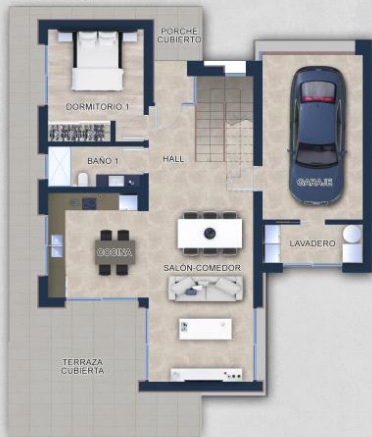 PORCHE
CUBIERTO
DORMITORIO 1
HALL
BAÑO 1
GARAJE
LAVADERO
COCINA
SALÓN-COMEDOR
TERRAZA
CUBIERTA